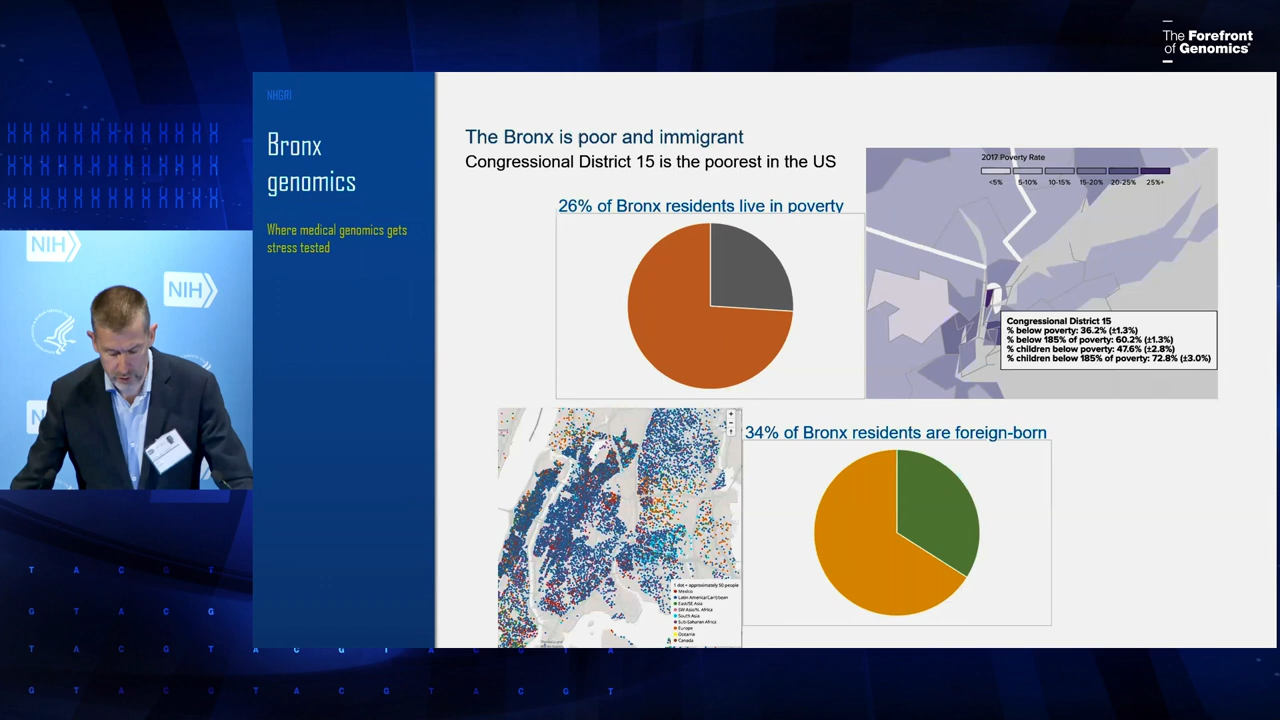 The Forefront
of Genomics®
NHGRI
Bronx
genomics
Where medical genomics gets
stress tested
The Bronx is poor and immigrant
Congressional District 15 is the poorest in the US
26% of Bronx residents live in poverty
2017 Poverty Rate
<5% 5-10% 10-15% 15-20% 20-25% 25%+
Congressional District 15
% below poverty: 36.2% (±1.3%)
% below 185% of poverty: 60.2% (±1.3%)
% children below poverty: 47.6% (±2.8%)
% children below 185% of poverty: 72.8% (±3.0%)
34% of Bronx residents are foreign-born
1 dot = approximately 50 people
Mexico
Latin America/Caribbean
East/SE Asia
SW Asia/N. Africa
South Asia
Sub-Saharan Africa
Europe
Oceania
Canada
NIH
NIH
N
T A C G T
G T A C G
T A C G T A C G T A C G T A
G T A C G T A C G T A C G T